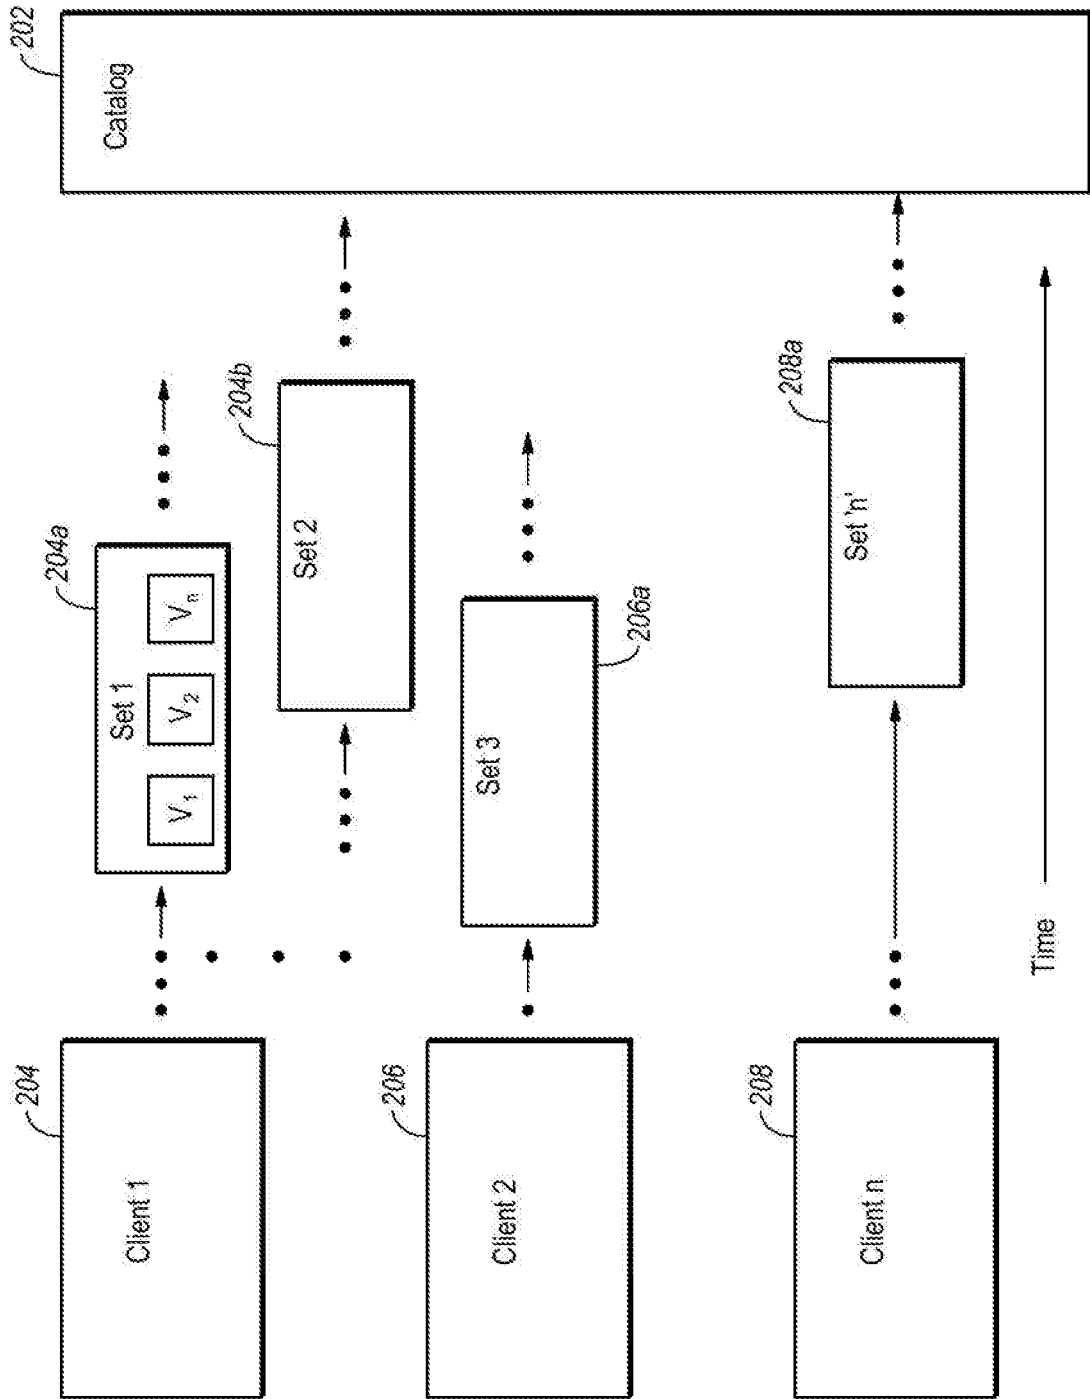 Client 1
204
Client 2
206
Client n
208
Set 1
204a
V1
V2
Vn
Set 2
204b
Set 3
206a
Set 'n'
208a
Catalog
202
Time